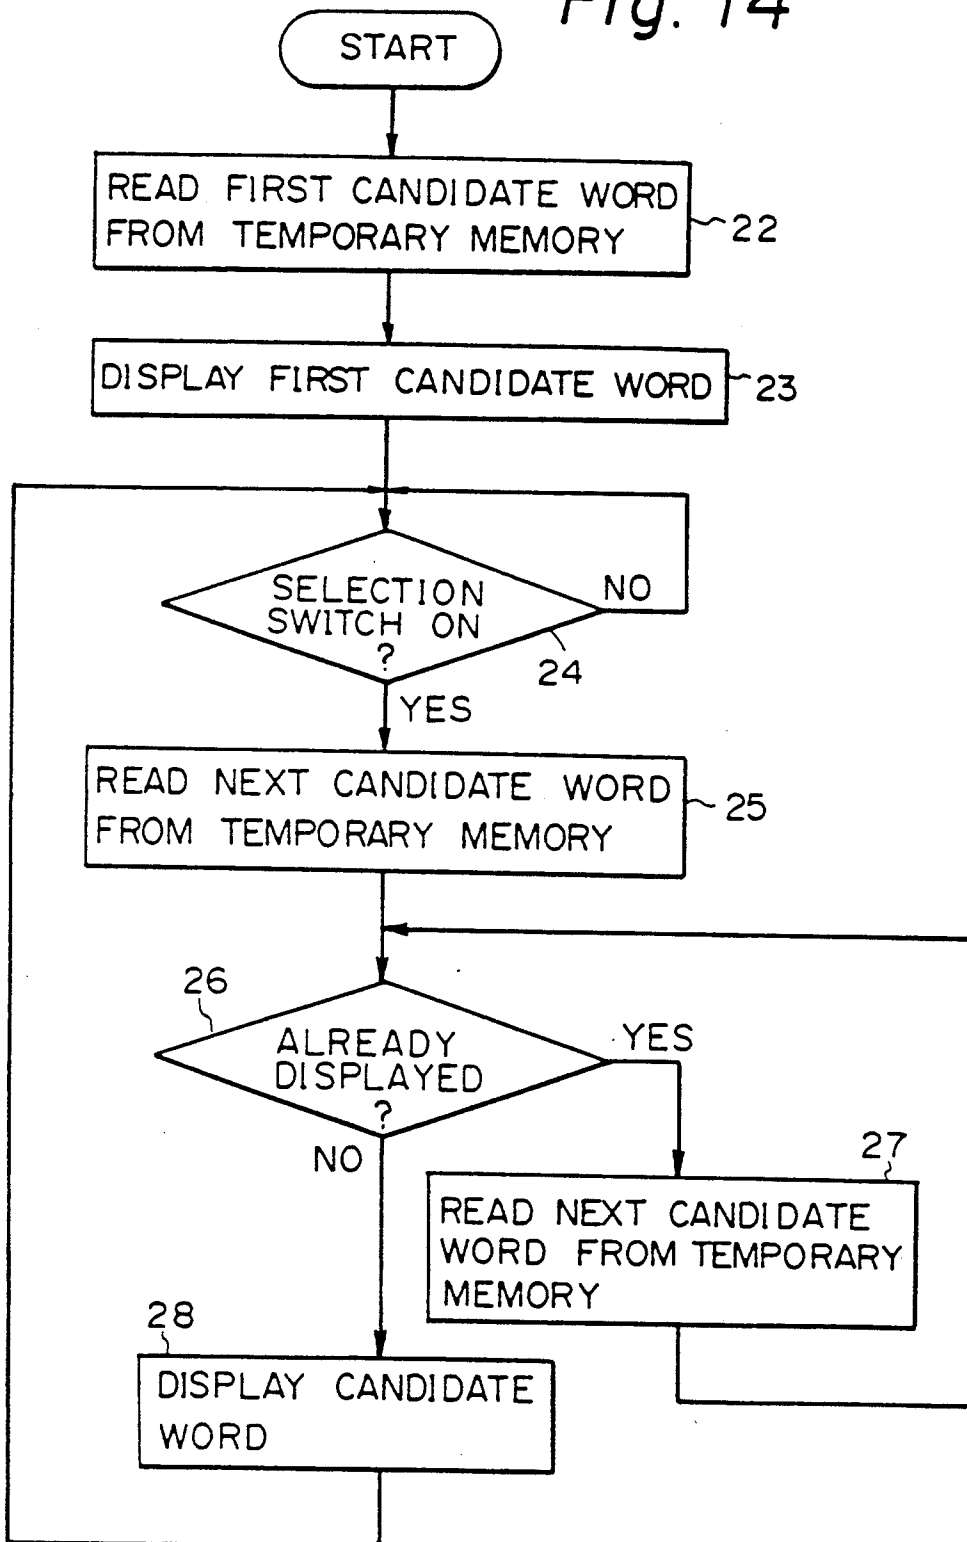 Fig. 14
START
READ FIRST CANDIDATE WORD
FROM TEMPORARY MEMORY
22
DISPLAY FIRST CANDIDATE WORD
23
SELECTION
SWITCH ON
?
NO
24
YES
READ NEXT CANDIDATE WORD
FROM TEMPORARY MEMORY
25
26
ALREADY
DISPLAYED
?
YES
NO
27
READ NEXT CANDIDATE
WORD FROM TEMPORARY
MEMORY
28
DISPLAY CANDIDATE
WORD